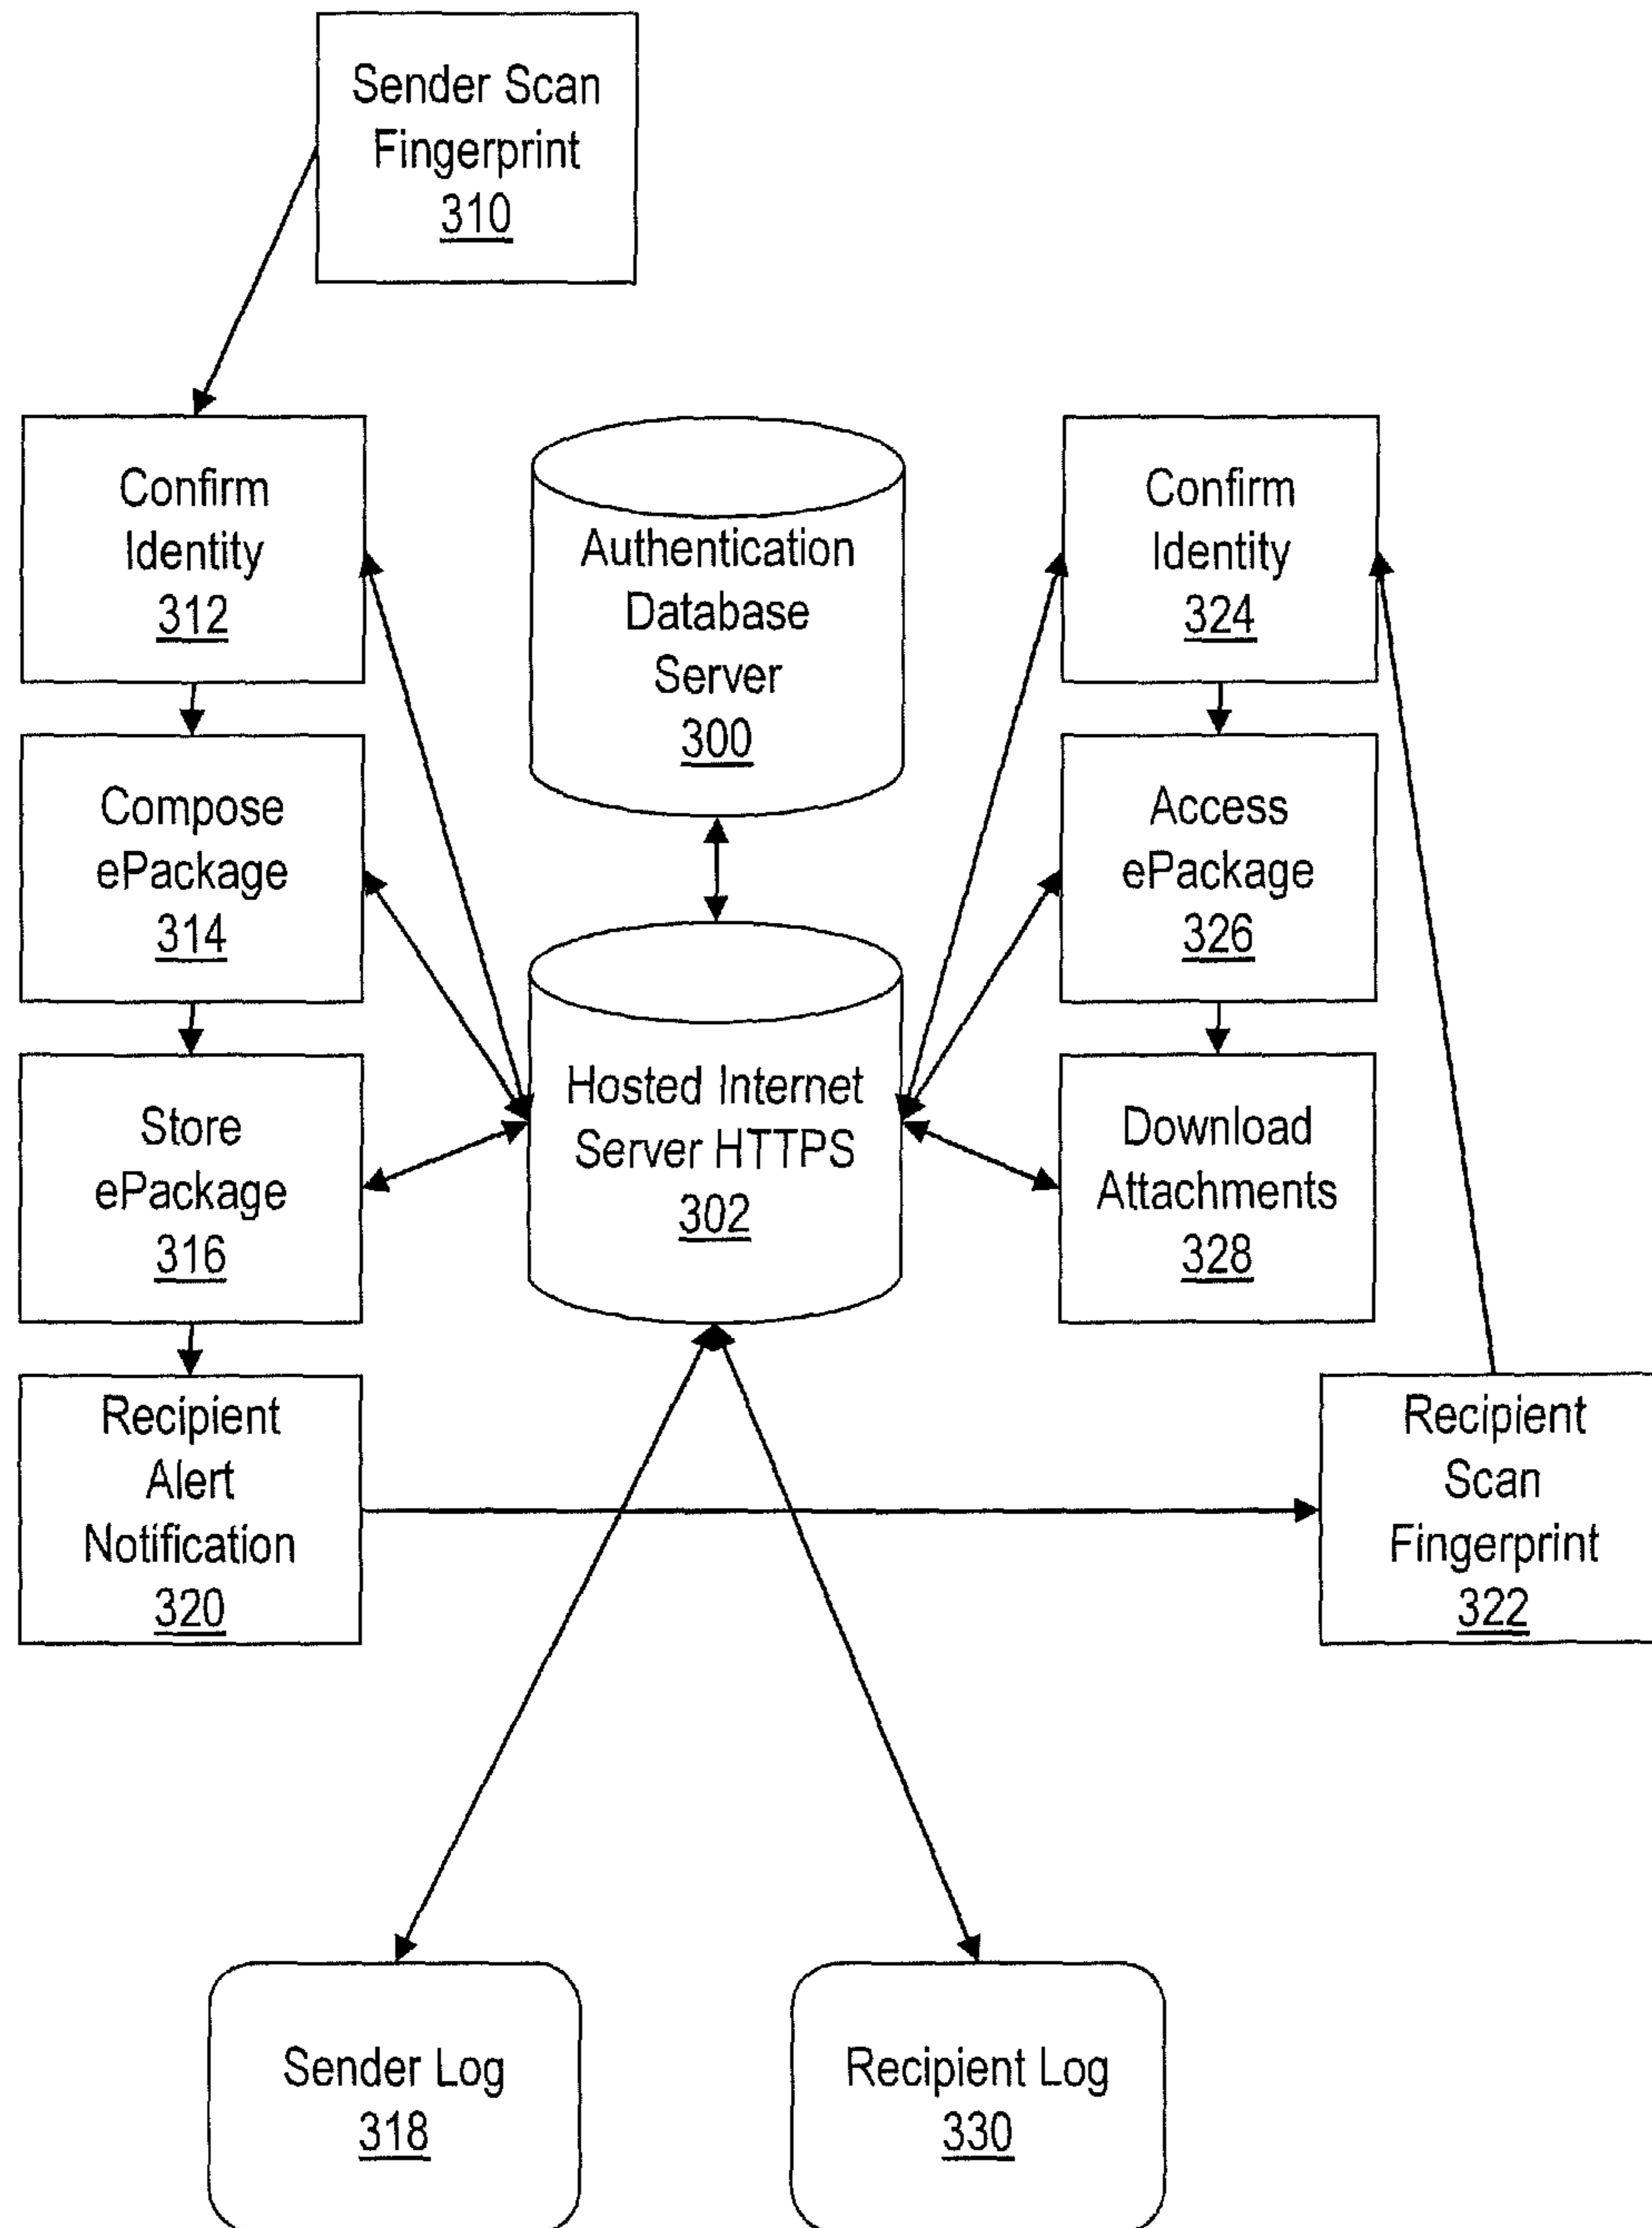 Sender Scan
Fingerprint
310
Confirm
Identity
312
Authentication
Database
Server
300
Confirm
Identity
324
Compose
ePackage
314
Access
ePackage
326
Store
ePackage
316
Hosted Internet
Server HTTPS
302
Download
Attachments
328
Recipient
Alert
Notification
320
Recipient
Scan
Fingerprint
322
Sender Log
318
Recipient Log
330